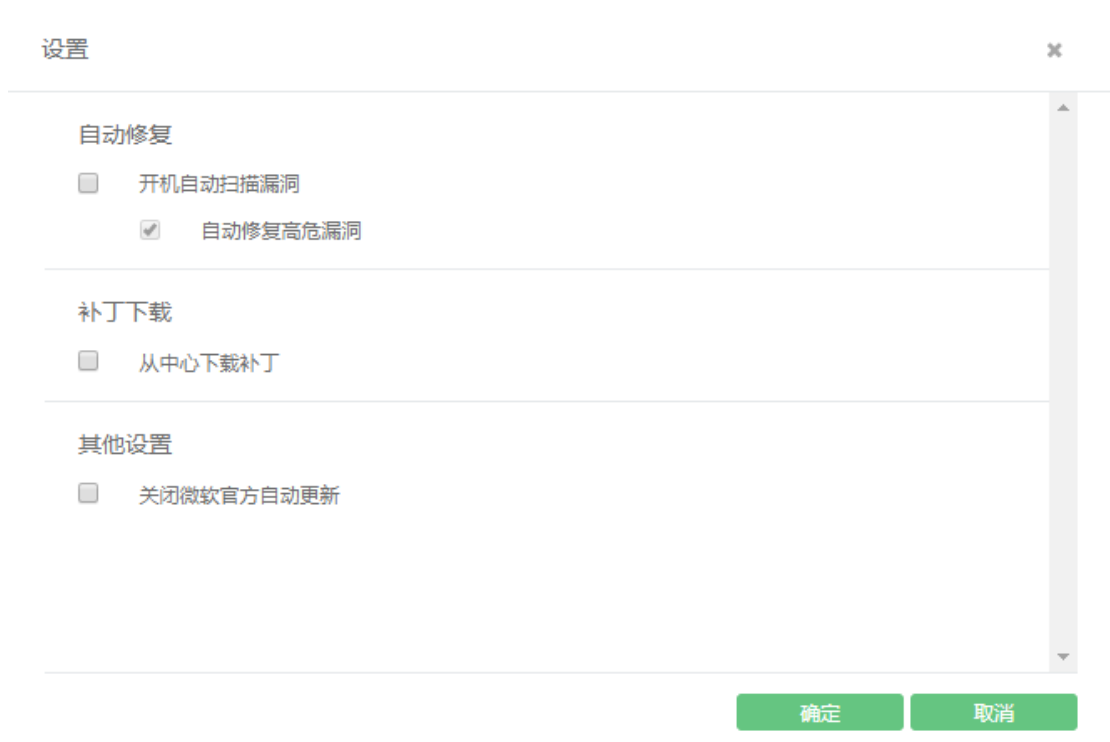 设置
自动修复
开机自动扫描漏洞
自动修复高危漏洞
补丁下载
从中心下载补丁
其他设置
关闭微软官方自动更新
确定
取消